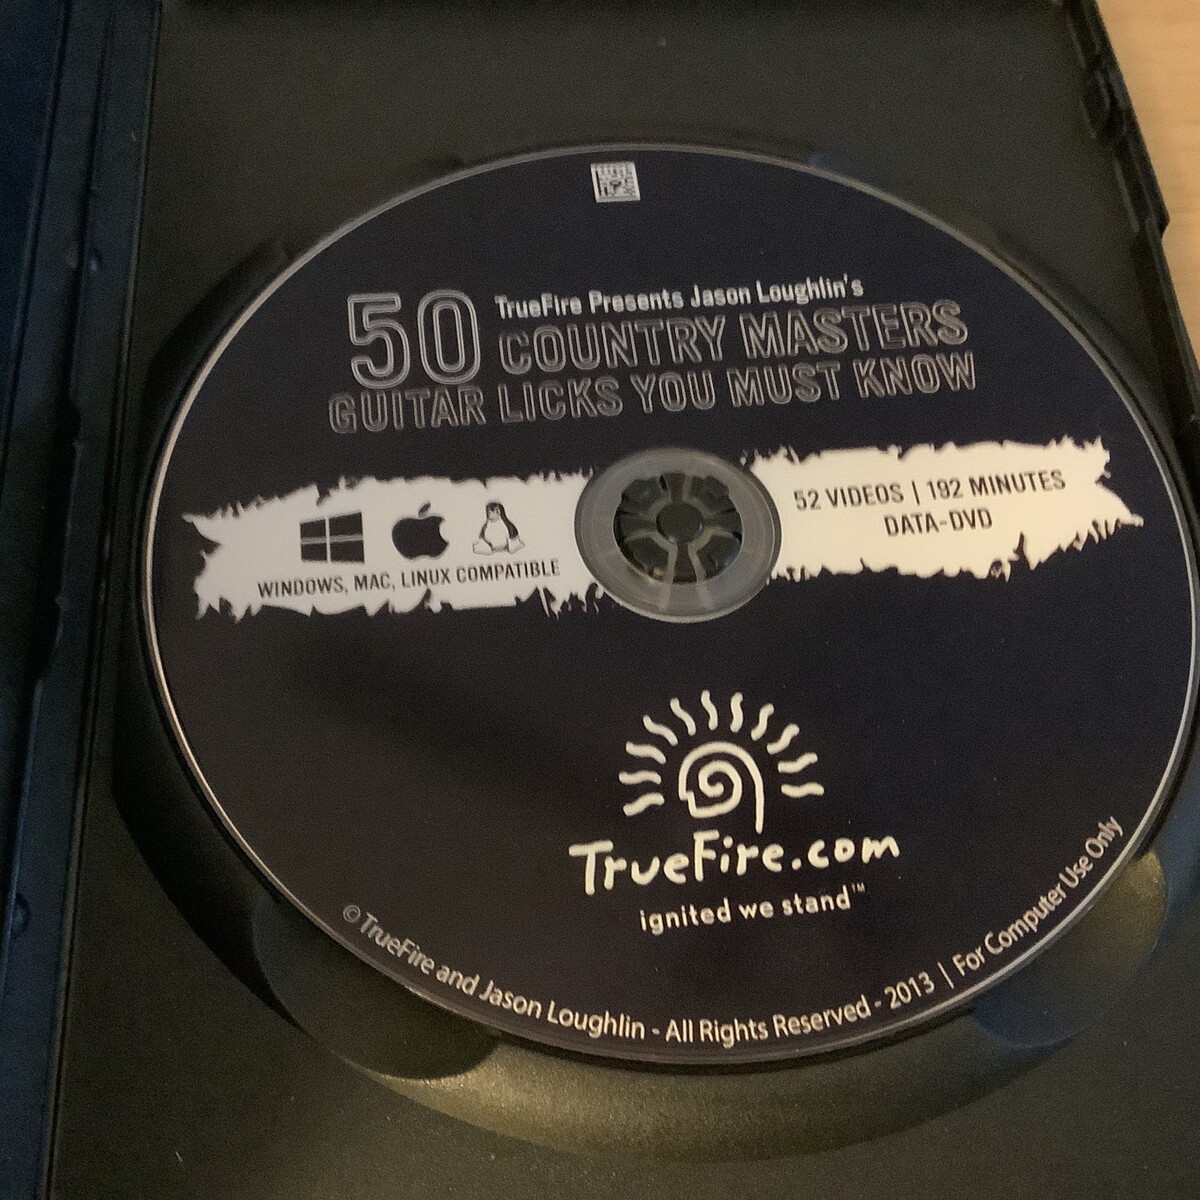 TrueFire Presents Jason Loughlin's
50 COUNTRY MASTERS
GUITAR LICKS YOU MUST KNOW
WINDOWS, MAC, LINUX COMPATIBLE
52 VIDEOS | 192 MINUTES
DATA-DVD
TrueFire.com
ignited we stand™
© TrueFire and Jason Loughlin - All Rights Reserved - 2013 | For Computer Use Only